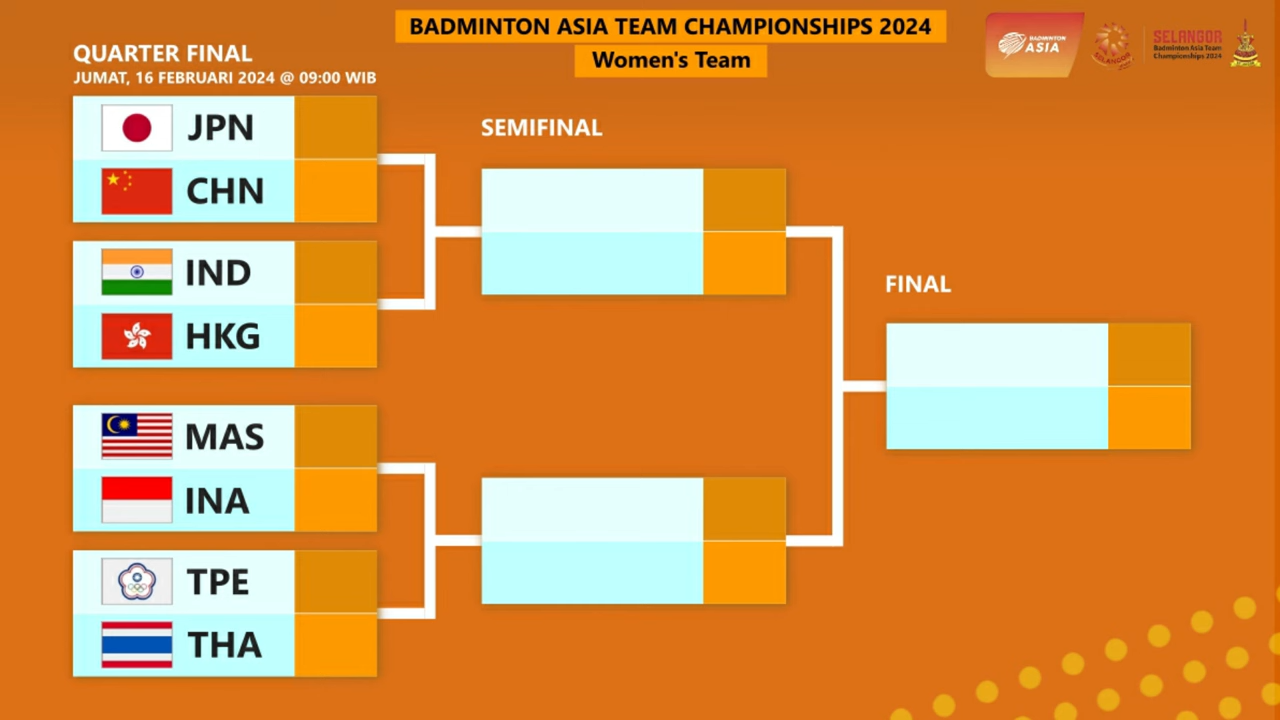 BADMINTON ASIA TEAM CHAMPIONSHIPS 2024
Women's Team
BADMINTON
ASIA
SELANGOR
SELANGOR
Badminton Asia Team
Championships 2024
QUARTER FINAL
JUMAT, 16 FEBRUARI 2024 @ 09:00 WIB
JPN
CHN
IND
HKG
MAS
INA
TPE
THA
SEMIFINAL
FINAL